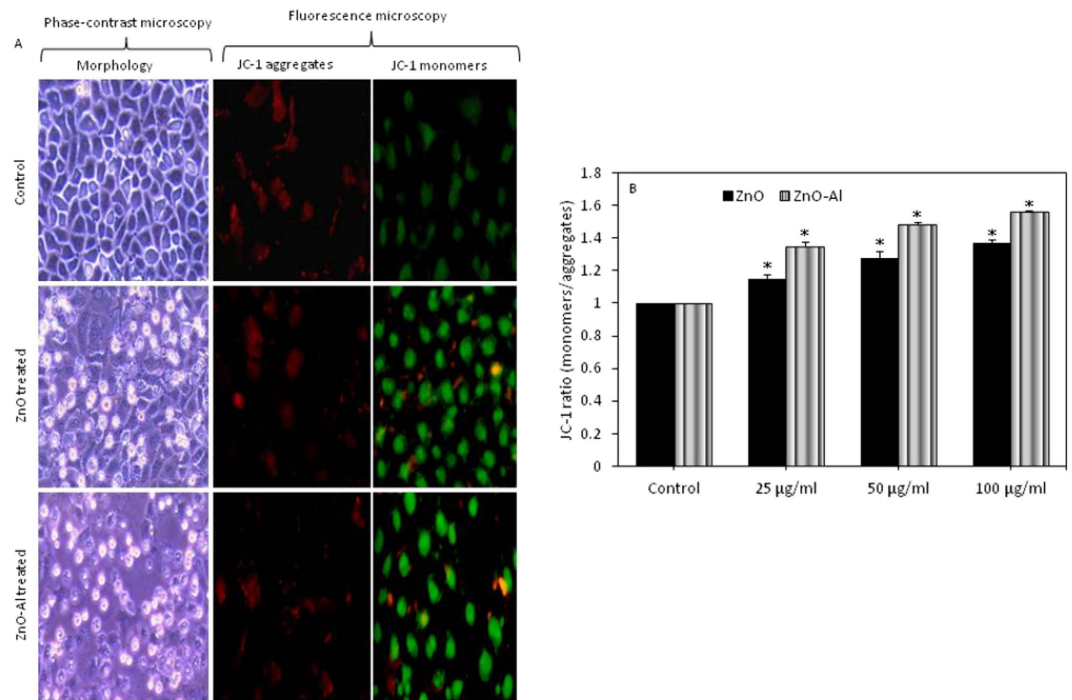 Phase-contrast microscopy
Fluorescence microscopy
A
Morphology
JC-1 aggregates
JC-1 monomers
Control
ZnO treated
ZnO-Al treated
B
ZnO
ZnO-Al
JC-1 ratio (monomers/aggregates)
1.8
1.6
1.4
1.2
1
0.8
0.6
0.4
0.2
0
*
*
*
*
*
*
Control
25 µg/ml
50 µg/ml
100 µg/ml